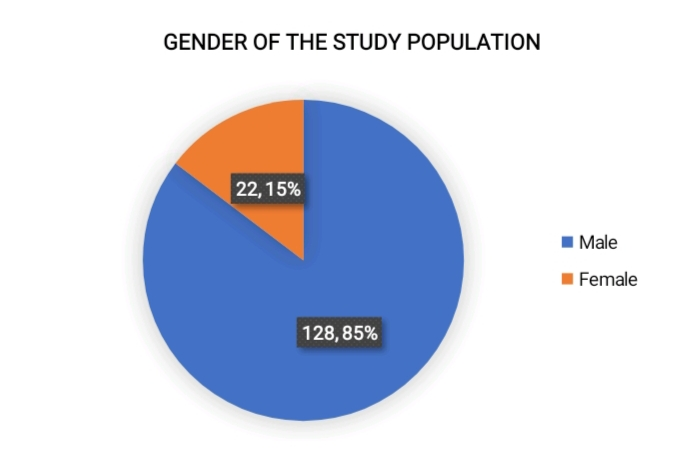 GENDER OF THE STUDY POPULATION
22, 15%
128, 85%
Male
Female